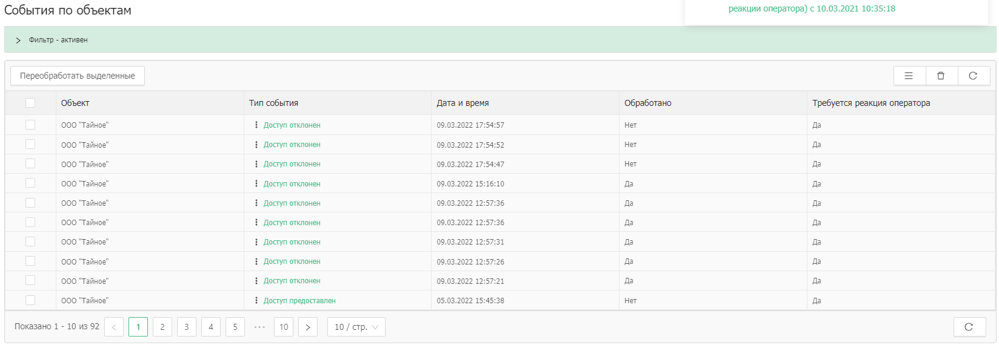 События по объектам
реакции оператора) с 10.03.2021 10:35:18
Фильтр - активен
Переобработать выделенные
Объект Тип события Дата и время Обработано Требуется реакция оператора
ООО "Тайное" Доступ отклонен 09.03.2022 17:54:57 Нет Да
ООО "Тайное" Доступ отклонен 09.03.2022 17:54:52 Нет Да
ООО "Тайное" Доступ отклонен 09.03.2022 17:54:47 Нет Да
ООО "Тайное" Доступ отклонен 09.03.2022 15:16:10 Да Да
ООО "Тайное" Доступ отклонен 09.03.2022 12:57:36 Да Да
ООО "Тайное" Доступ отклонен 09.03.2022 12:57:36 Да Да
ООО "Тайное" Доступ отклонен 09.03.2022 12:57:31 Да Да
ООО "Тайное" Доступ отклонен 09.03.2022 12:57:26 Да Да
ООО "Тайное" Доступ отклонен 09.03.2022 12:57:21 Да Да
ООО "Тайное" Доступ предоставлен 05.03.2022 15:45:38 Нет Да
Показано 1 - 10 из 92 < 1 2 3 4 5 ••• 10 > 10 / стр.